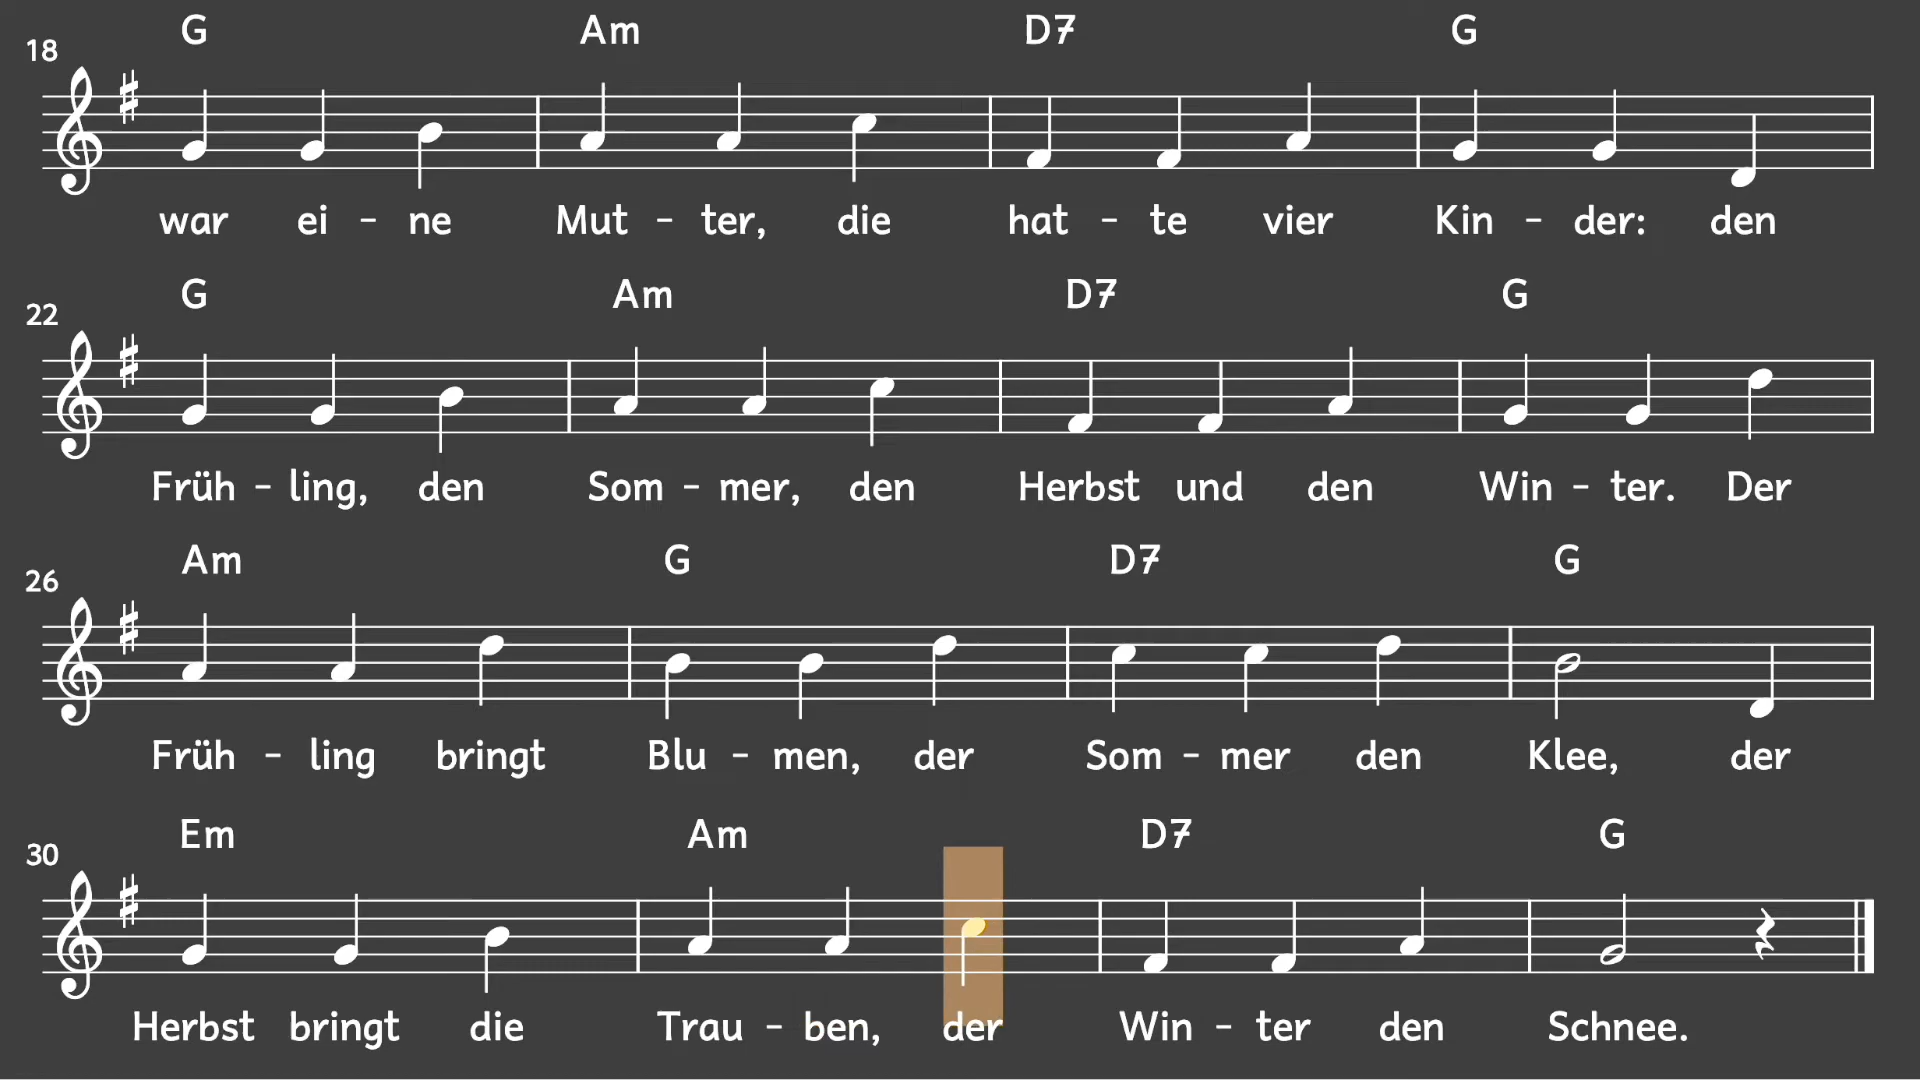 G Am D7 G
18
war ei - ne Mut - ter, die hat - te vier Kin - der: den
G Am D7 G
22
Früh - ling, den Som - mer, den Herbst und den Win - ter. Der
Am G D7 G
26
Früh - ling bringt Blu - men, der Som - mer den Klee, der
Em Am D7 G
30
Herbst bringt die Trau - ben, der Win - ter den Schnee.